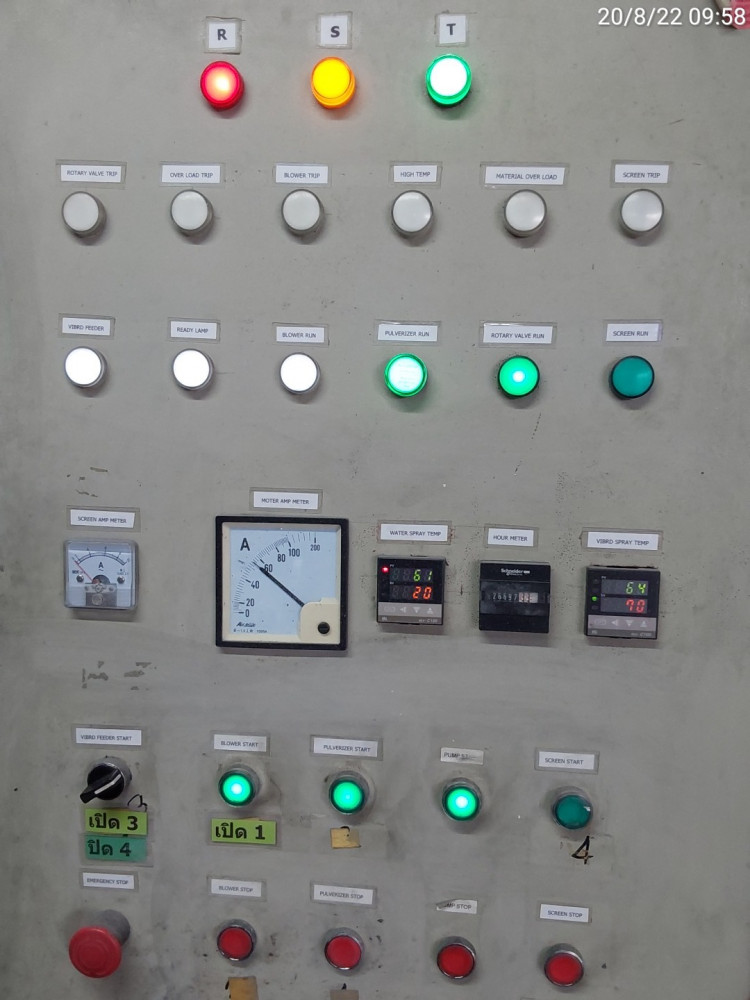 20/8/22 09:58
R
S
T
ROTARY VALVE TRIP
OVER LOAD TRIP
BLOWER TRIP
HIGH TEMP
MATERIAL OVER LOAD
SCREEN TRIP
VIBRO FEEDER
READY LAMP
BLOWER RUN
PULVERIZER RUN
ROTARY VALVE RUN
SCREEN RUN
SCREEN AMP METER
MOTER AMP METER
WATER SPRAY TEMP
HOUR METER
VIBRO SPRAY TEMP
A
A
200
100
80
60
40
20
0
61
20
Schneider
64
70
VIBRO FEEDER START
BLOWER START
PULVERIZER START
PUMP
SCREEN START
เปิด 3
ปิด 4
เปิด 1
4
EMERGENCY STOP
BLOWER STOP
PULVERIZER STOP
STOP
SCREEN STOP